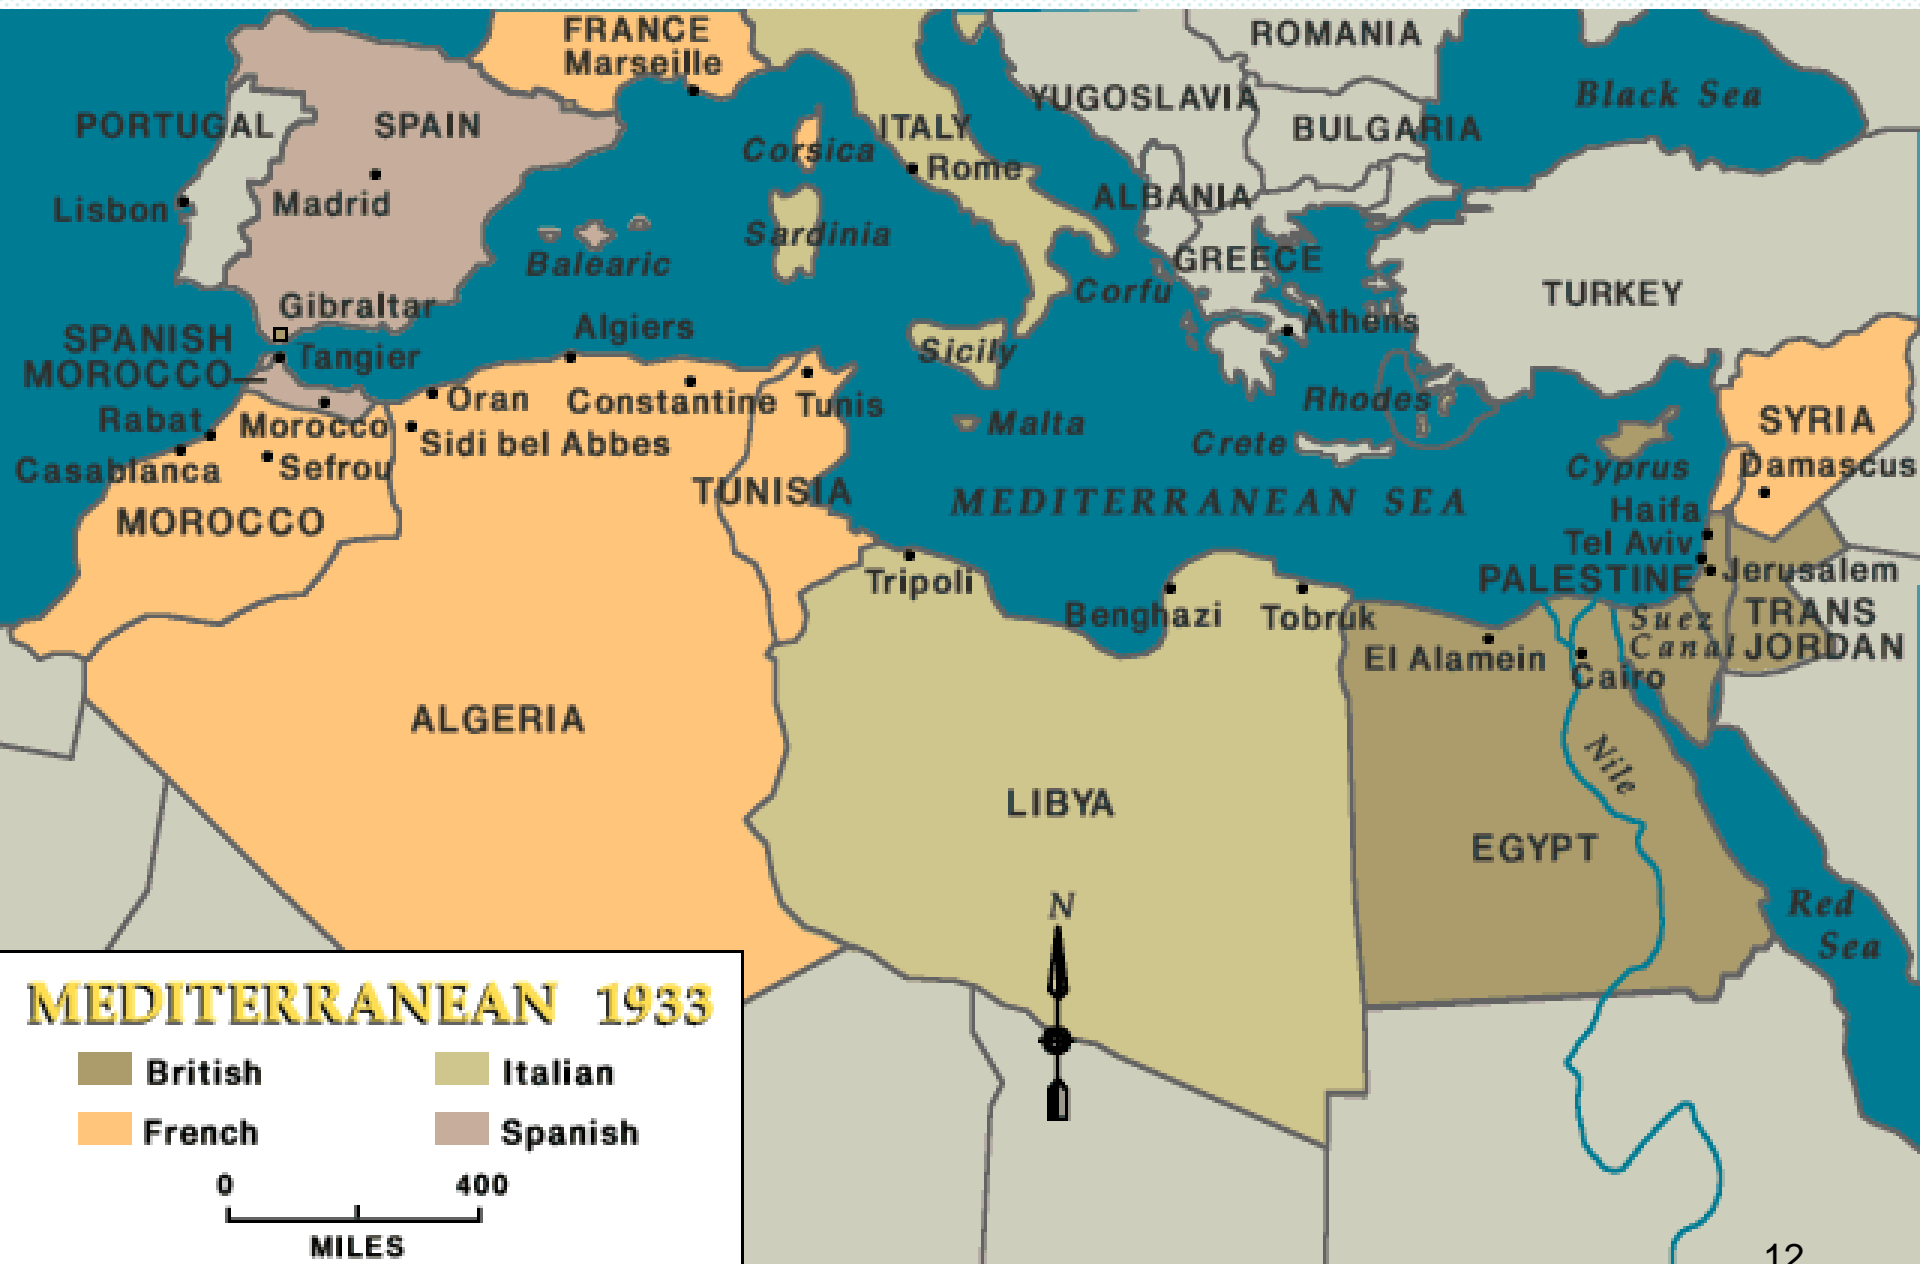 FRANCE
Marseille
ROMANIA
YUGOSLAVIA
Black Sea
PORTUGAL
SPAIN
ITALY
BULGARIA
Corsica
Rome
Lisbon
Madrid
ALBANIA
Sardinia
Balearic
GREECE
Corfu
TURKEY
Gibraltar
SPANISH
MOROCCO
Tangier
Algiers
Athens
Sicily
Rabat
Oran
Constantine
Tunis
Malta
Rhodes
SYRIA
Morocco
Sidi bel Abbes
Crete
Cyprus
Damascus
Casablanca
Sefrou
MOROCCO
TUNISIA
MEDITERRANEAN SEA
Haifa
Tel Aviv
Jerusalem
PALESTINE
Tripoli
Benghazi
Tobruk
Suez
Canal
TRANS
JORDAN
El Alamein
Cairo
ALGERIA
Nile
LIBYA
EGYPT
Red
Sea
N
MEDITERRANEAN 1933
British
Italian
French
Spanish
0 400
MILES
12